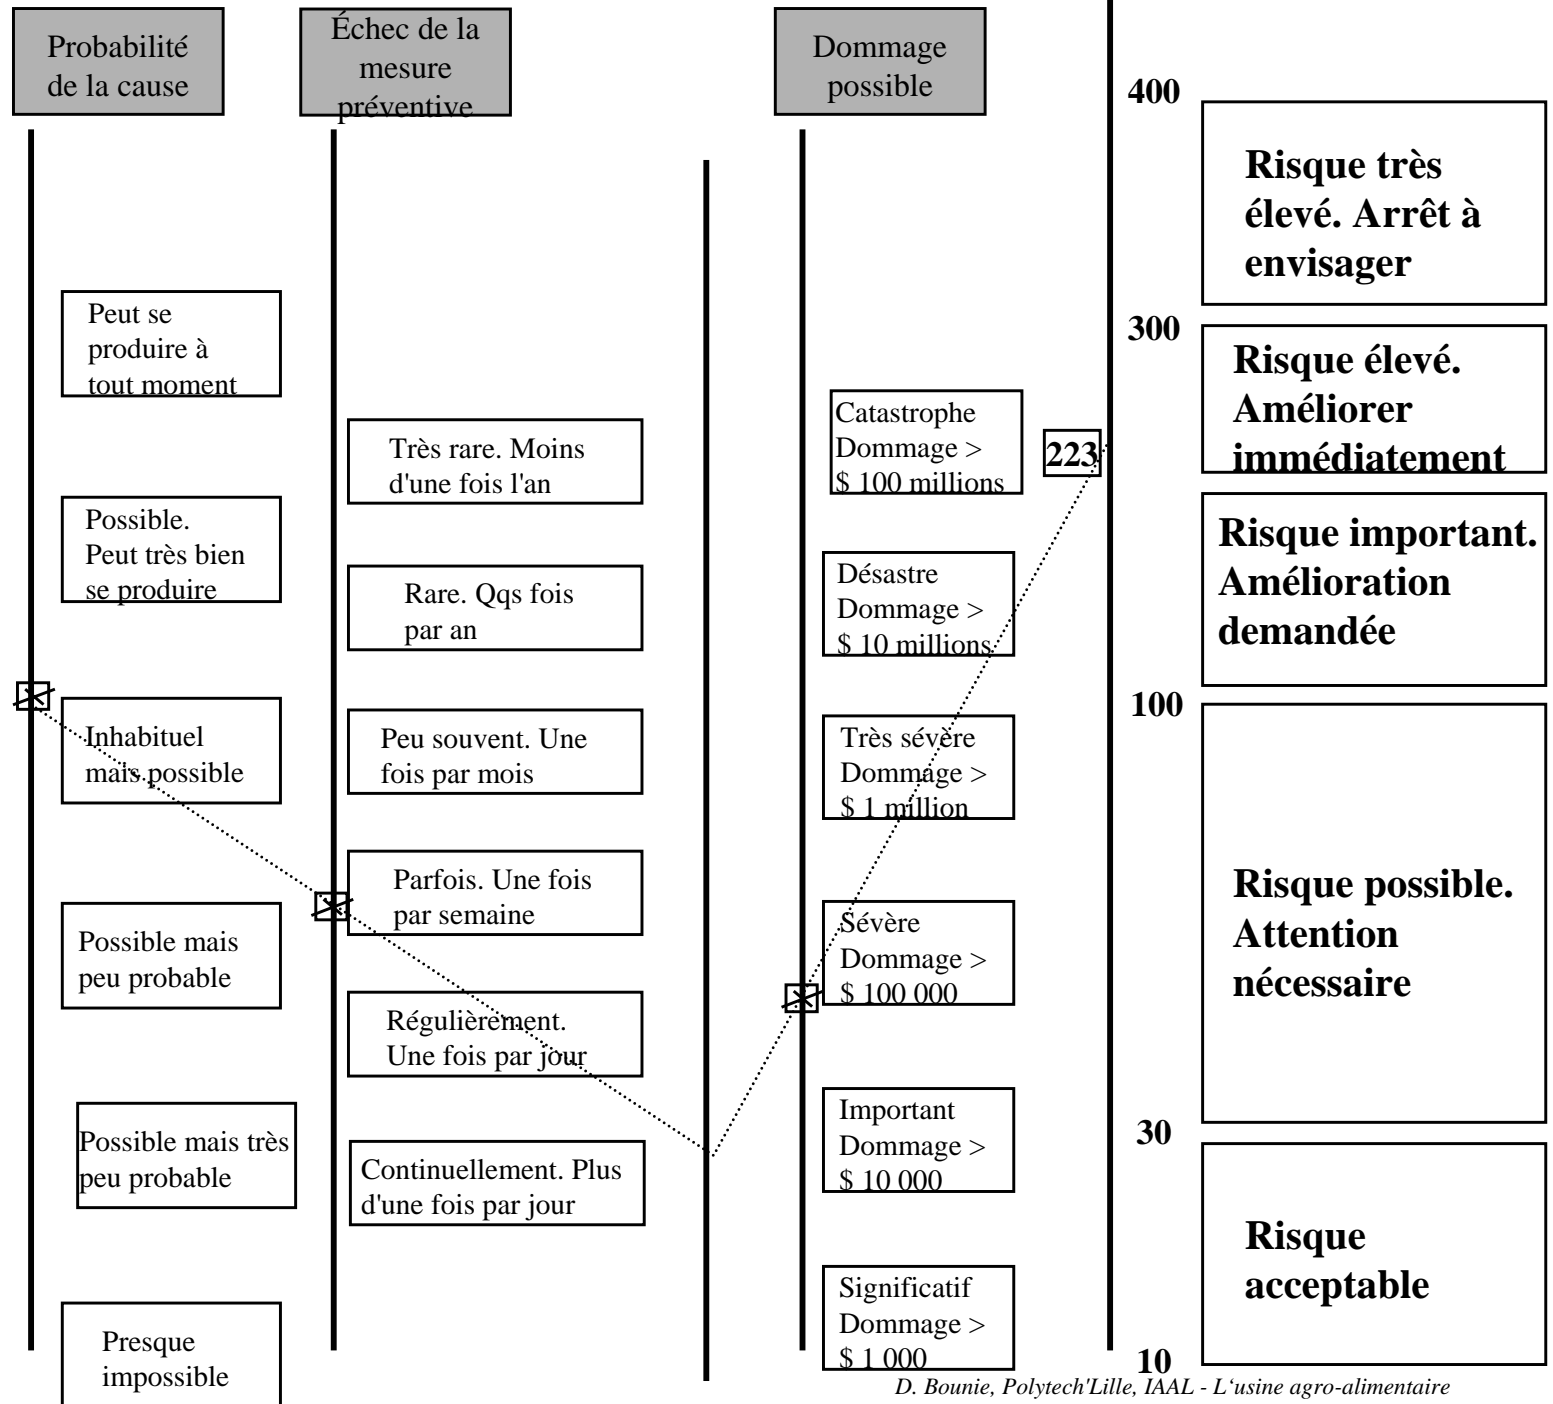 Probabilité
de la cause
Échec de la
mesure
préventive
Dommage
possible
Peut se
produire à
tout moment
Possible.
Peut très bien
se produire
Inhabituel
mais possible
Possible mais
peu probable
Possible mais très
peu probable
Presque
impossible
Très rare. Moins
d'une fois l'an
Rare. Qqs fois
par an
Peu souvent. Une
fois par mois
Parfois. Une fois
par semaine
Régulièrement.
Une fois par jour
Continuellement. Plus
d'une fois par jour
Catastrophe
Dommage >
$ 100 millions
Désastre
Dommage >
$ 10 millions
Très sévère
Dommage >
$ 1 million
Sévère
Dommage >
$ 100 000
Important
Dommage >
$ 10 000
Significatif
Dommage >
$ 1 000
223
400
300
100
30
10
Risque très
élevé. Arrêt à
envisager
Risque élevé.
Améliorer
immédiatement
Risque important.
Amélioration
demandée
Risque possible.
Attention
nécessaire
Risque
acceptable
D. Bounie, Polytech'Lille, IAAL - L‘usine agro-alimentaire